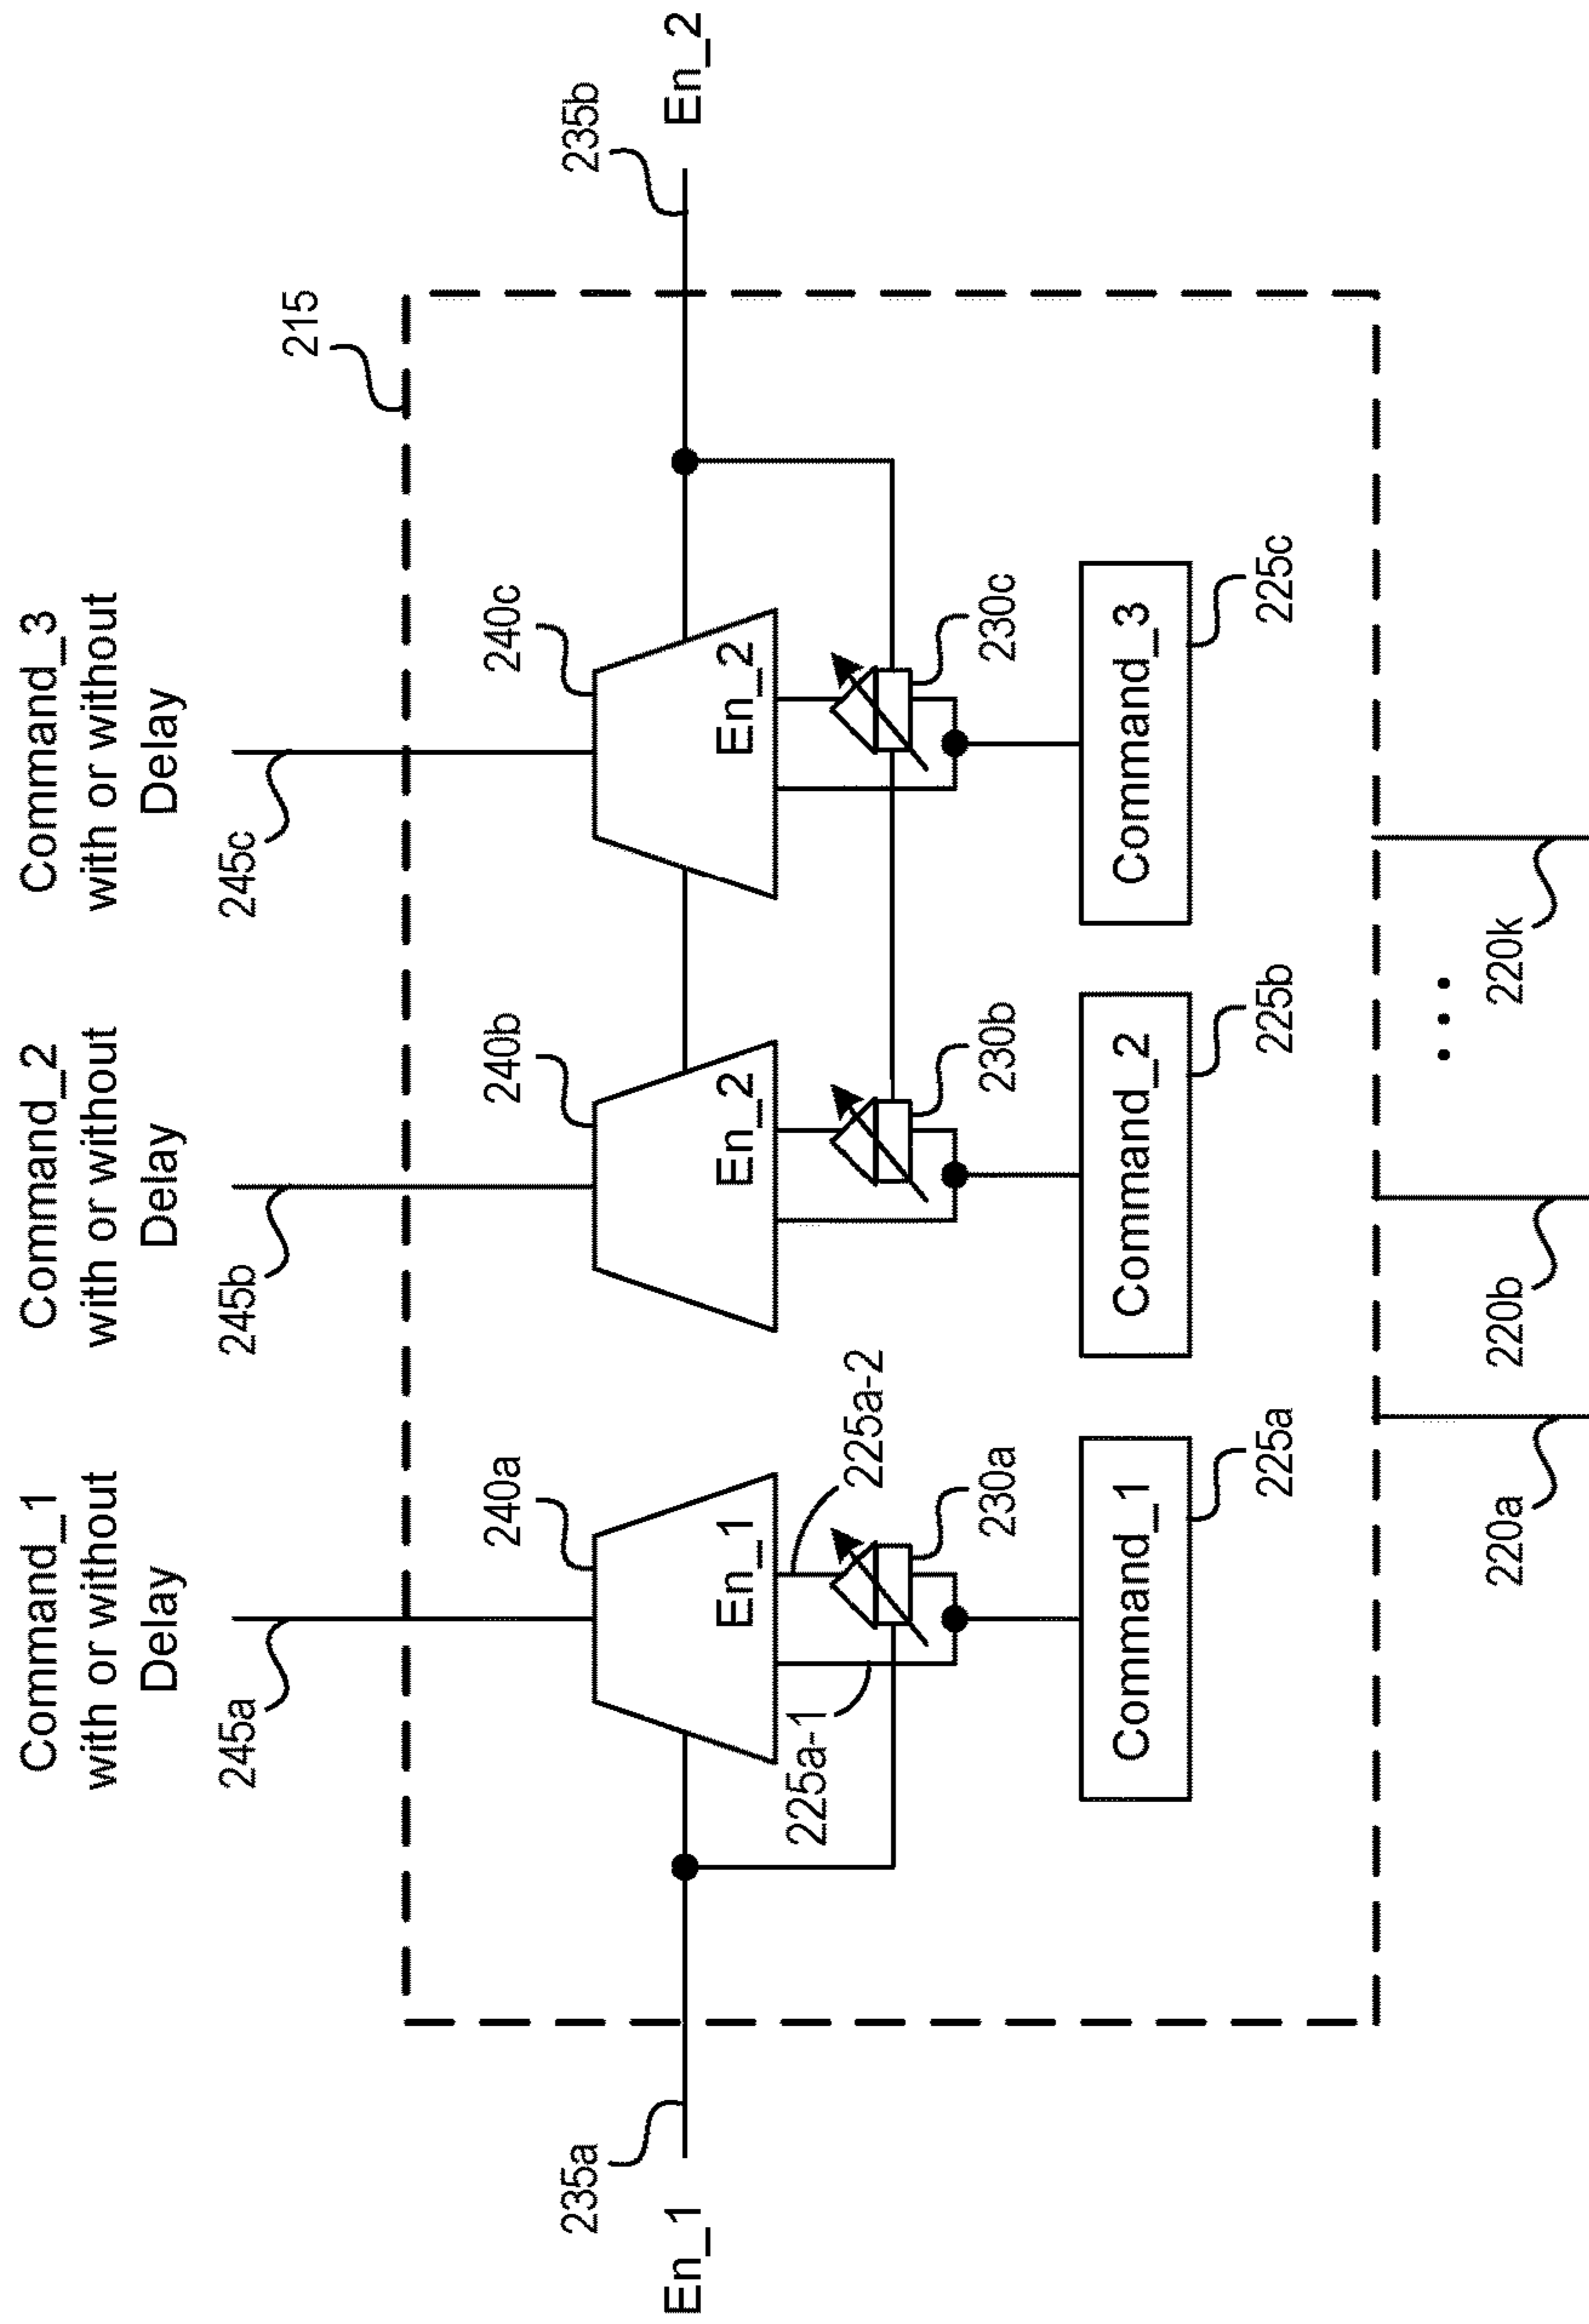 Command_1
with or without
Delay
Command_2
with or without
Delay
Command_3
with or without
Delay
245a
245b
245c
215
240a
240b
240c
235a
235b
En_1
En_2
En_1
En_2
En_2
225a-1
225a-2
230a
230b
230c
Command_1
Command_2
Command_3
225a
225b
225c
220a
220b
...
220k